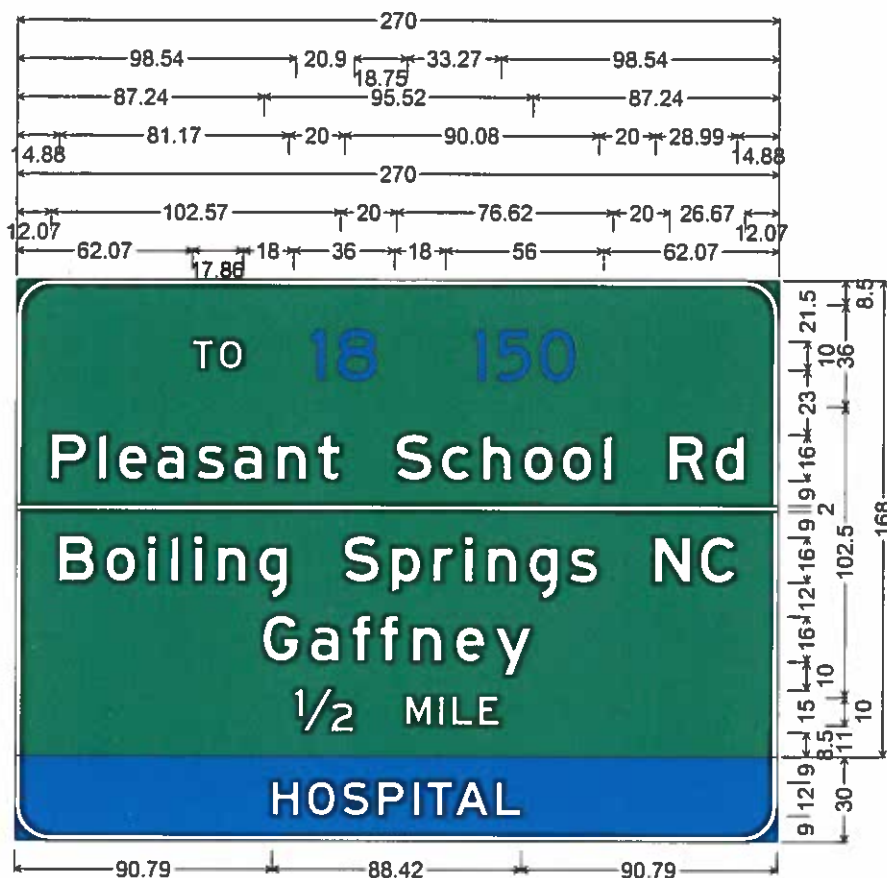 270
98.54 20.9 18.75 33.27 98.54
87.24 95.52 87.24
14.88 81.17 20 90.08 20 28.99 14.88
270
12.07 102.57 20 76.62 20 26.67 12.07
62.07 17.86 18 36 18 56 62.07
TO 18 150
Pleasant School Rd
Boiling Springs NC
Gaffney
1/2 MILE
HOSPITAL
21.5 10 23 16 9 2 9 16 12 16 10 15 8.5 9 12 9
8.5 36 102.5 10 11 30
168
90.79 88.42 90.79